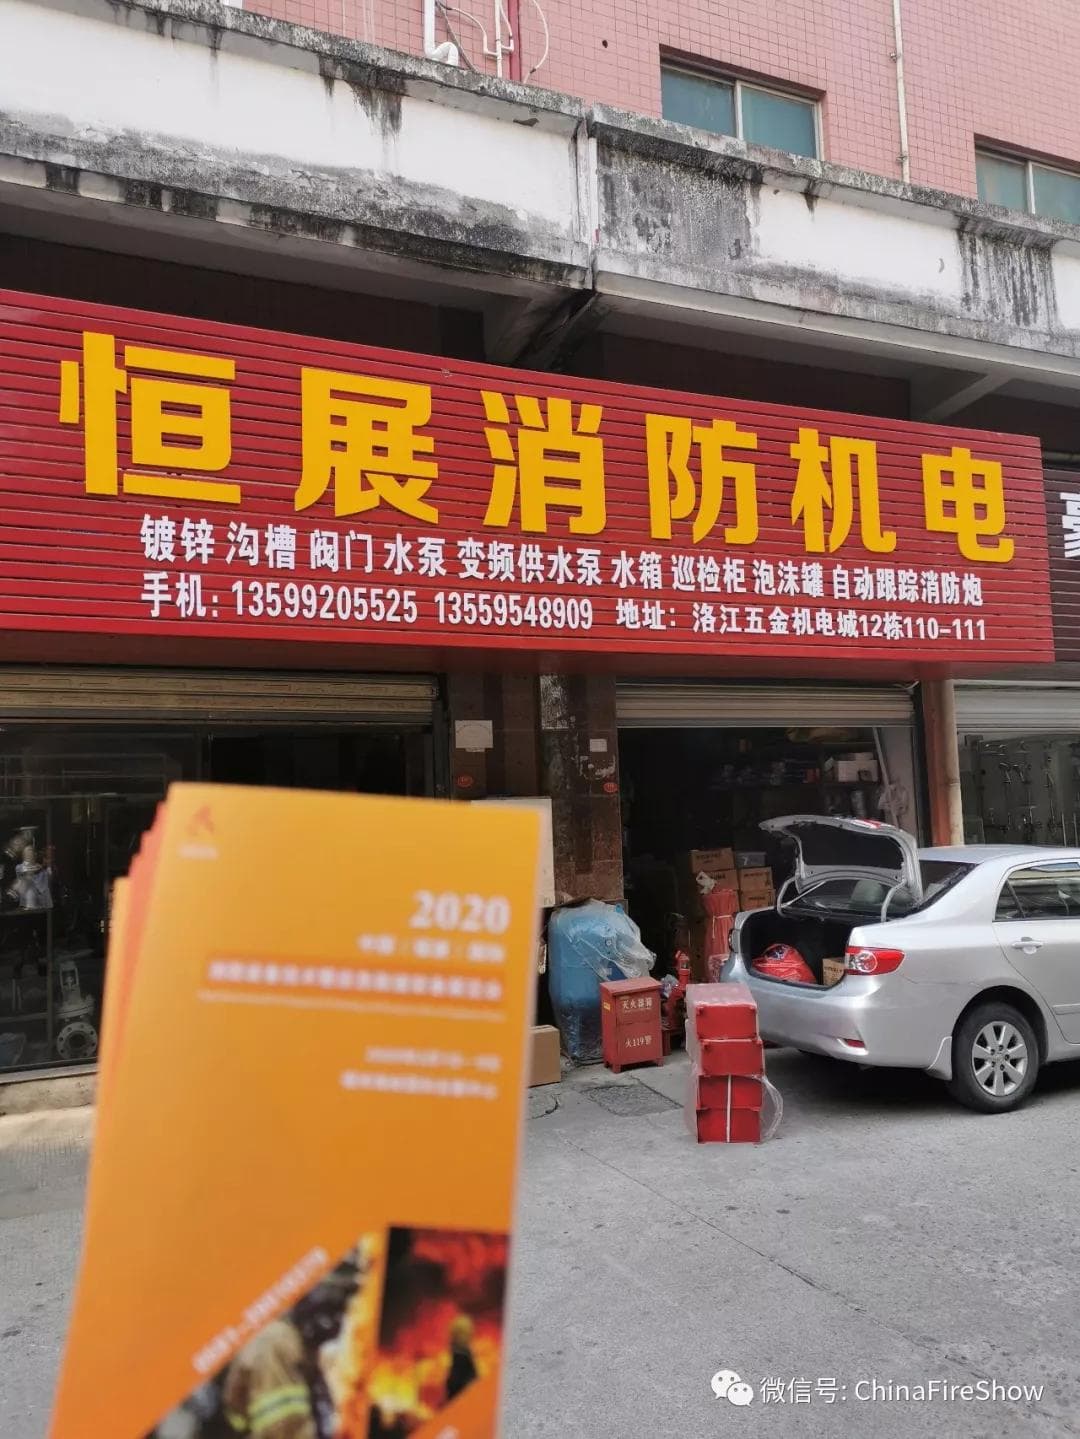 恒展消防机电
镀锌 沟槽 阀门 水泵 变频供水泵 水箱 巡检柜 泡沫罐 自动跟踪消防炮
手机: 13599205525 13559548909 地址: 洛江五金机电城12栋110-111
灭火器箱
火119警
2020
微信号: ChinaFireShow